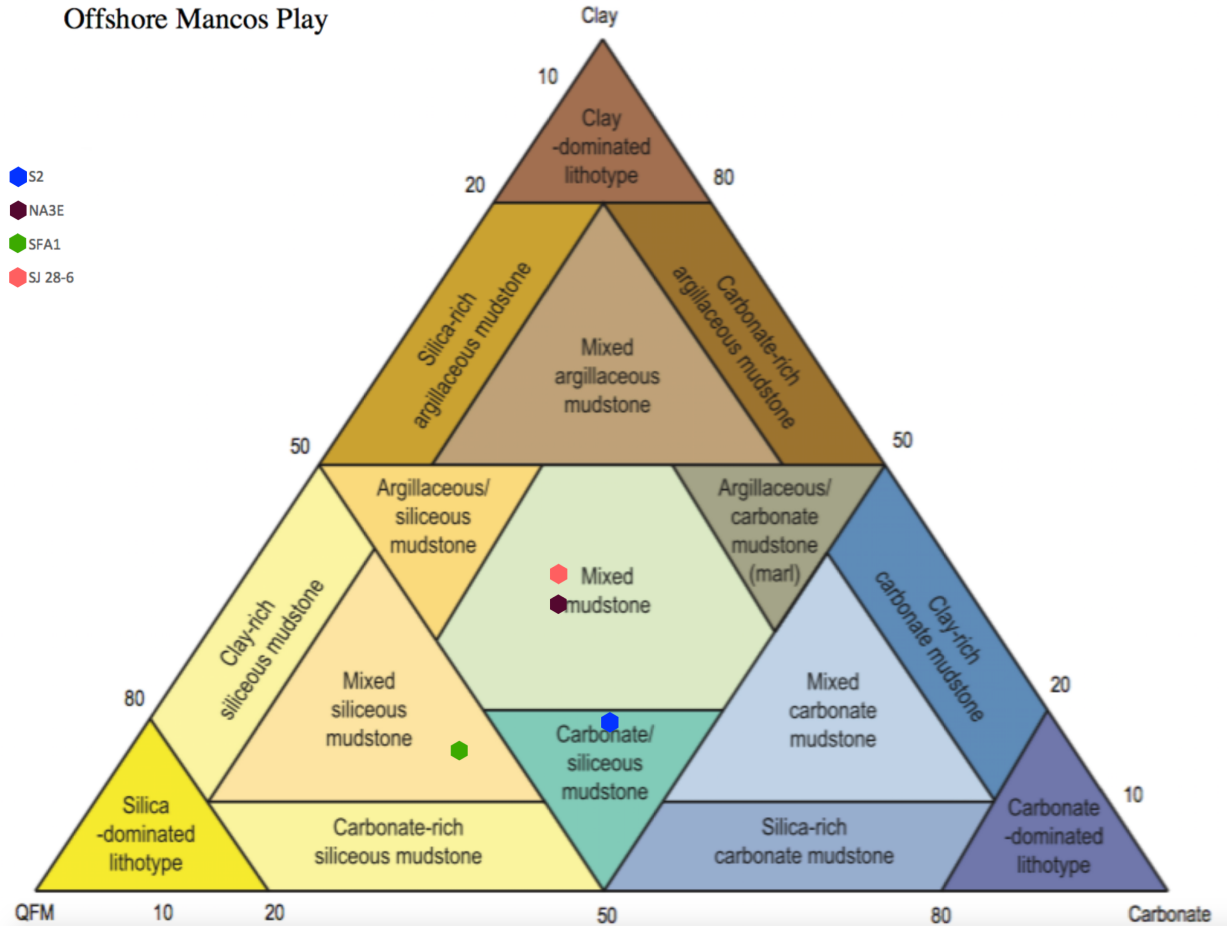 Offshore Mancos Play
Clay
10
Clay
-dominated
lithotype
S2
20
80
NA3E
SFA1
SJ 28-6
Silica-rich
argillaceous mudstone
Carbonate-rich
argillaceous mudstone
Mixed
argillaceous
mudstone
50
50
Argillaceous/
siliceous
mudstone
Argillaceous/
carbonate
mudstone
(marl)
Mixed
mudstone
Clay-rich
siliceous mudstone
Clay-rich
carbonate mudstone
80
20
Mixed
siliceous
mudstone
Mixed
carbonate
mudstone
Carbonate/
siliceous
mudstone
10
Silica
-dominated
lithotype
Carbonate-rich
siliceous mudstone
Silica-rich
carbonate mudstone
Carbonate
-dominated
lithotype
QFM
10
20
50
80
Carbonate